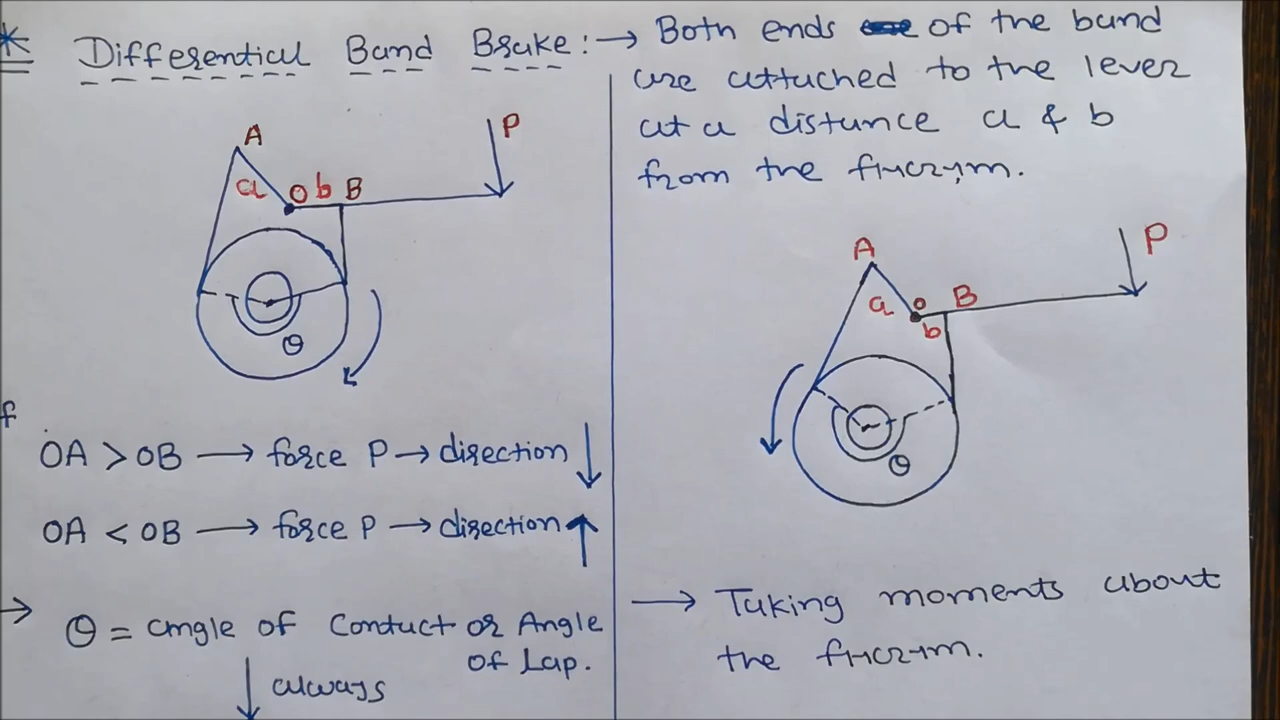 * Differential Band Brake :→ Both ends of the band
are attached to the lever
at a distance a & b
from the fulcrum.
A
a
O b B
P
θ
A
a
O
B
b
P
θ
f
OA > OB → force P → direction ↓
OA < OB → force P → direction ↑
→ θ = angle of Contact or Angle
of Lap.
↓ always
→ Taking moments about
the fulcrum.